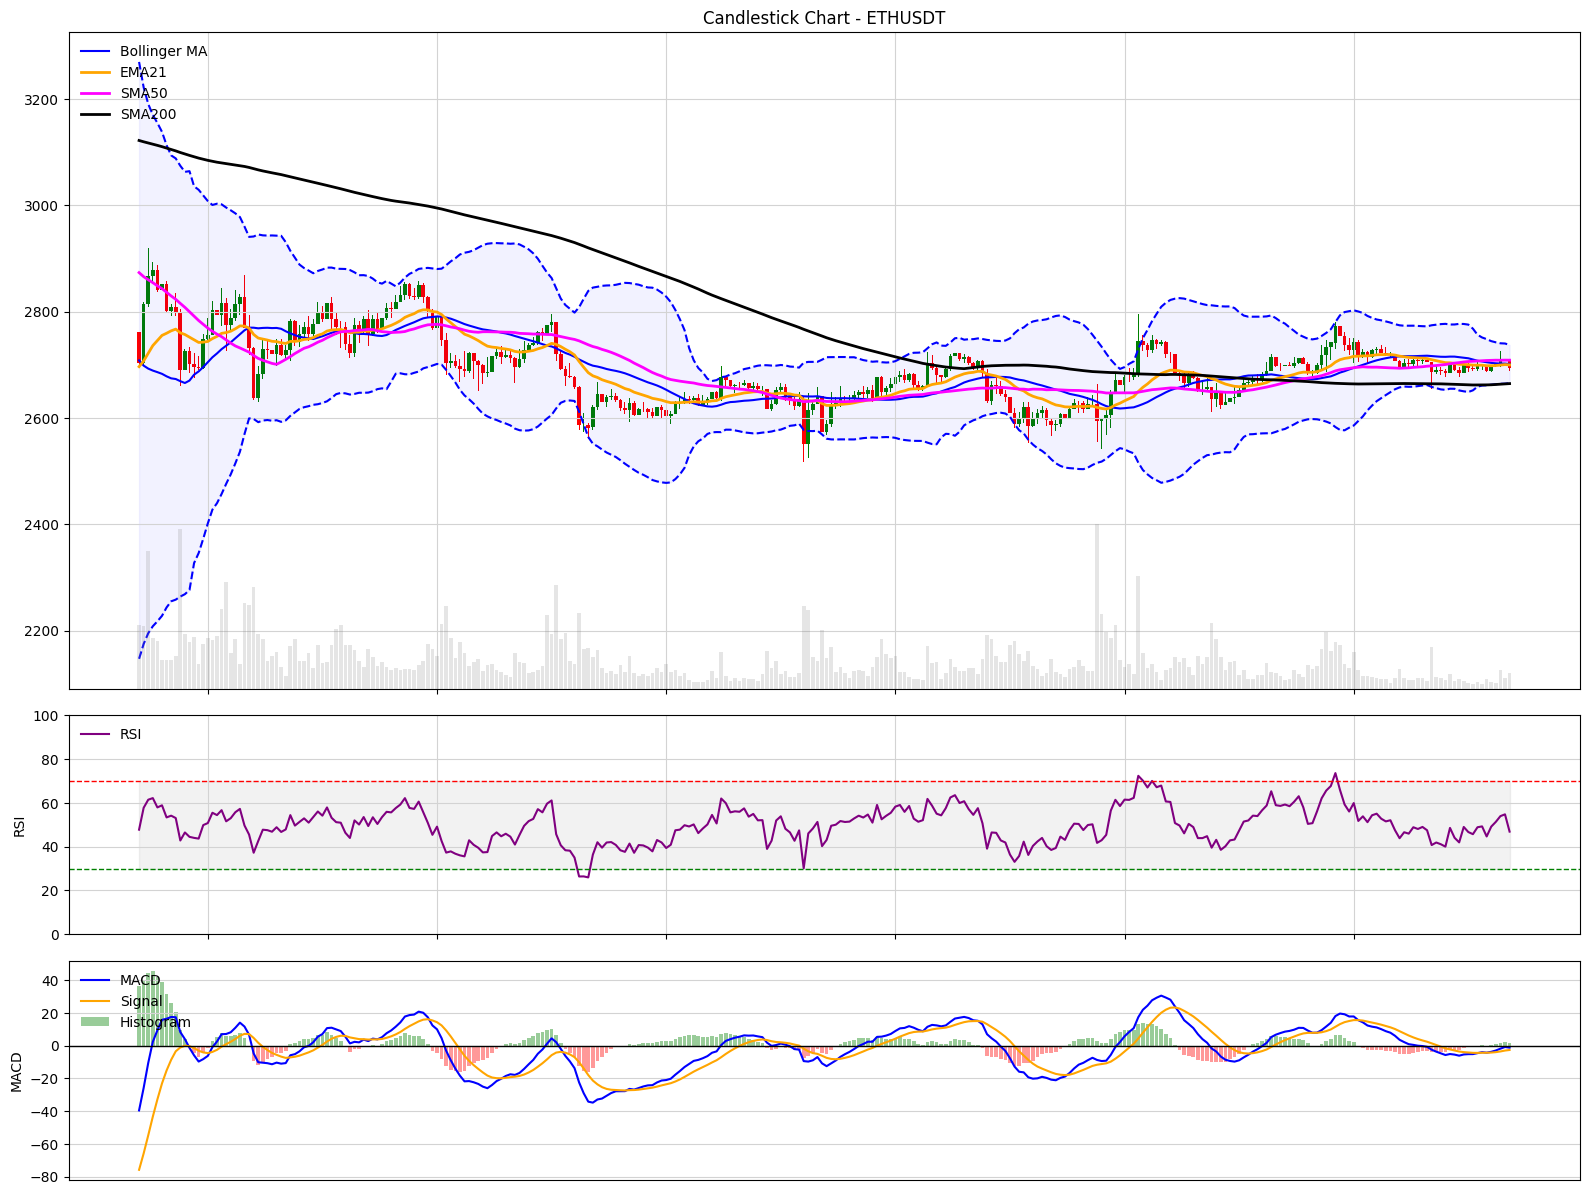 Candlestick Chart - ETHUSDT
Bollinger MA
EMA21
SMA50
SMA200
3200
3000
2800
2600
2400
2200
RSI
100
80
60
40
20
0
RSI
MACD
Signal
Histogram
40
20
0
−20
−40
−60
−80
MACD